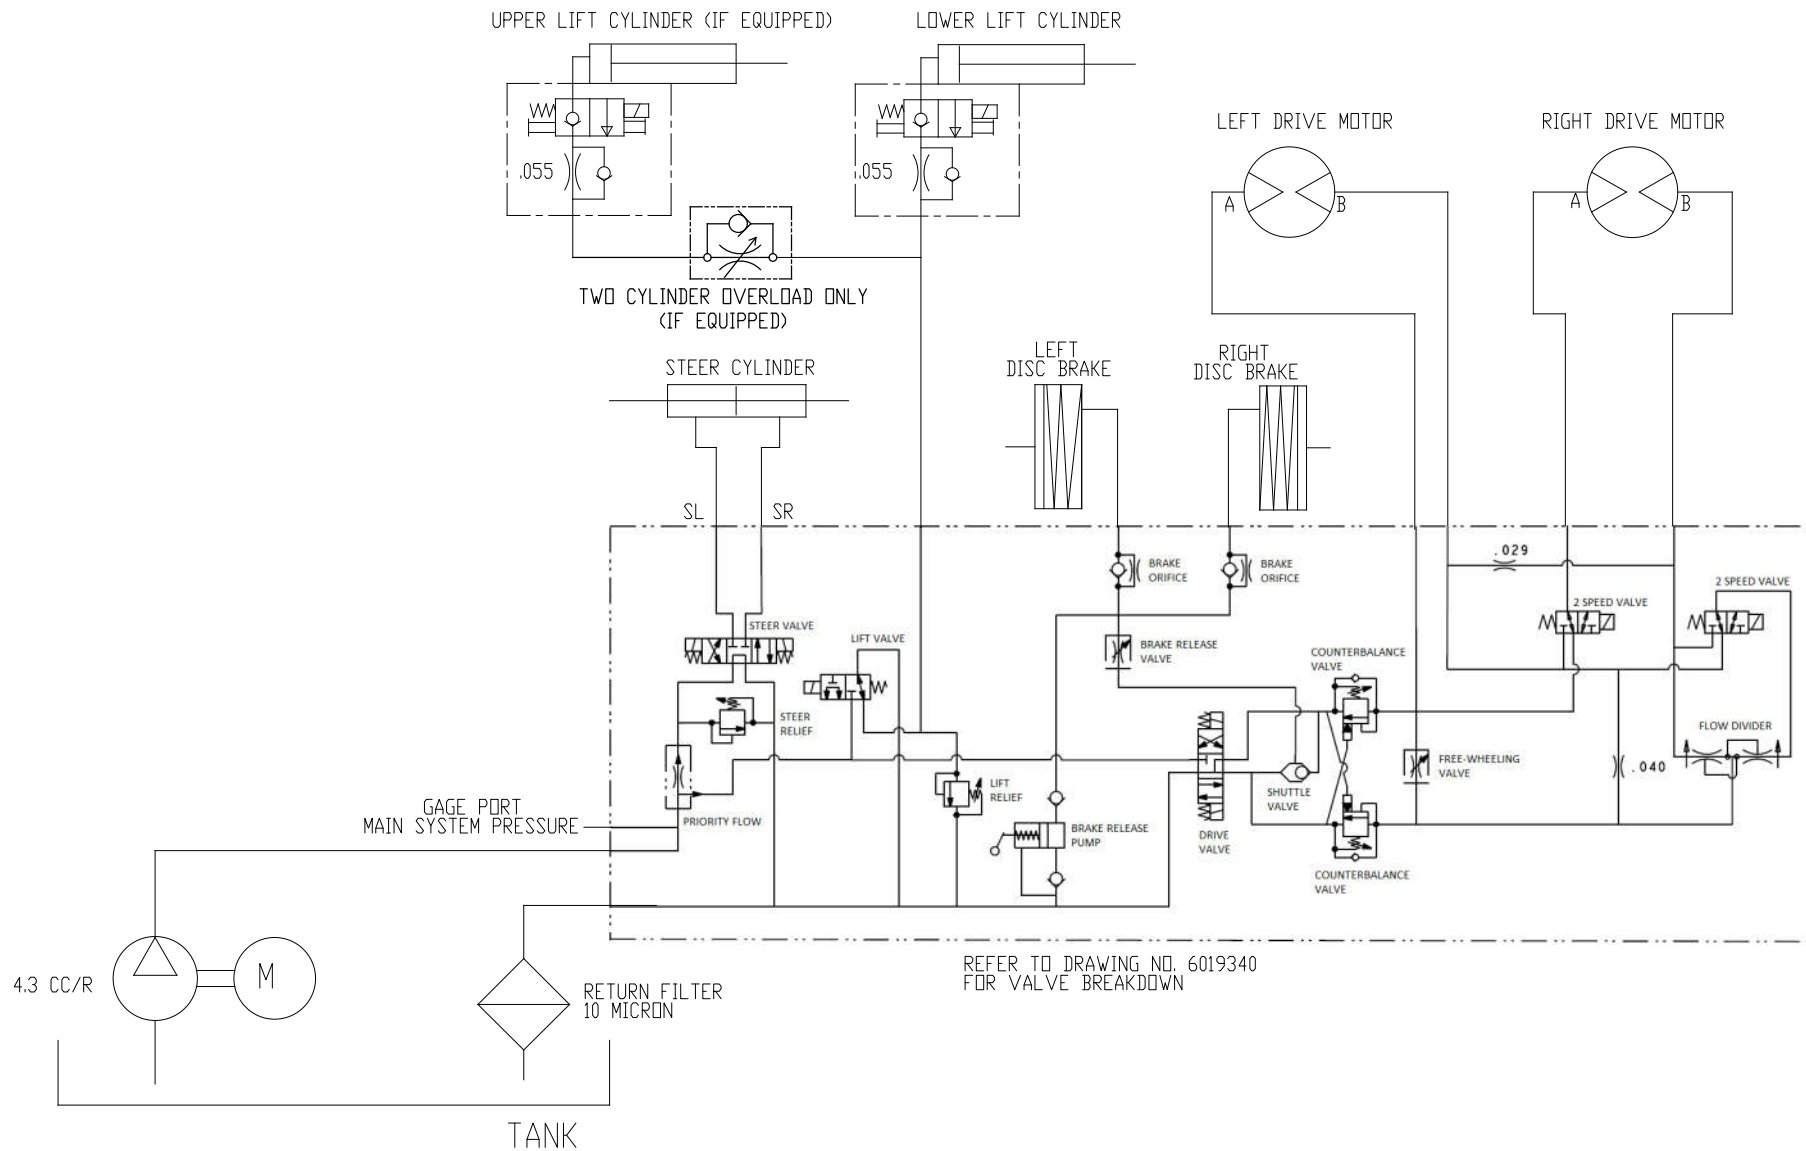 UPPER LIFT CYLINDER (IF EQUIPPED)
LOWER LIFT CYLINDER
LEFT DRIVE MOTOR
RIGHT DRIVE MOTOR
.055
.055
A
B
A
B
TWO CYLINDER OVERLOAD ONLY
(IF EQUIPPED)
STEER CYLINDER
LEFT
DISC BRAKE
RIGHT
DISC BRAKE
SL
SR
.029
BRAKE
ORIFICE
BRAKE
ORIFICE
2 SPEED VALVE
2 SPEED VALVE
STEER VALVE
LIFT VALVE
BRAKE RELEASE
VALVE
COUNTERBALANCE
VALVE
STEER
RELIEF
FLOW DIVIDER
FREE-WHEELING
VALVE
.040
LIFT
RELIEF
SHUTTLE
VALVE
GAGE PORT
MAIN SYSTEM PRESSURE
PRIORITY FLOW
BRAKE RELEASE
PUMP
DRIVE
VALVE
COUNTERBALANCE
VALVE
REFER TO DRAWING NO. 6019340
FOR VALVE BREAKDOWN
4.3 CC/R
M
RETURN FILTER
10 MICRON
TANK